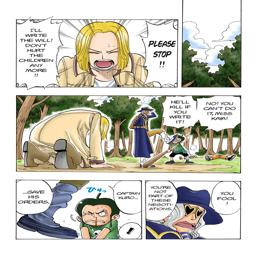 I'LL
WRITE
THE WILL!
DON'T
HURT
THE
CHILDREN
ANY
MORE
!!
PLEASE
STOP
!!
HE'LL
KILL IF
YOU
WRITE
IT!
NO! YOU
CAN'T
DO IT,
MISS
KAYA!
...SAVE
HIS
ORDERS.
CAPTAIN
KURO...
YOU'RE
NOT PART
OF THESE
NEGOTI-
ATIONS.
YOU
FOOL
!